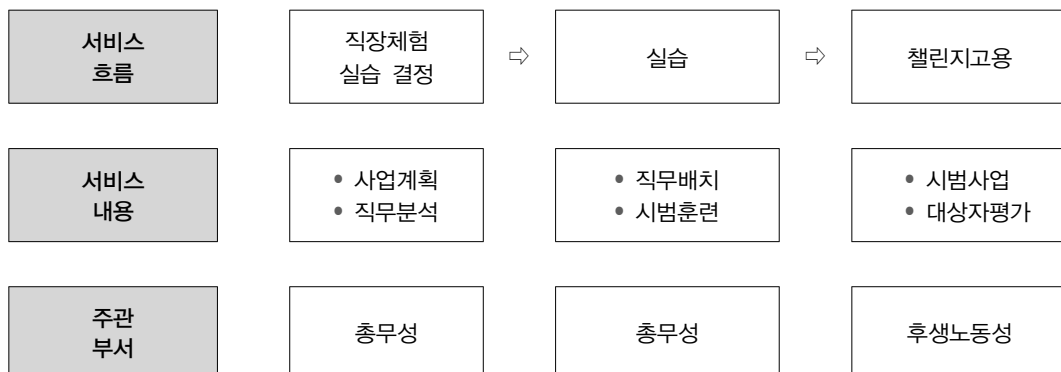 서비스
흐름
직장체험
실습 결정
⇨
실습
⇨
챌린지고용
서비스
내용
• 사업계획
• 직무분석
• 직무배치
• 시범훈련
• 시범사업
• 대상자평가
주관
부서
총무성
총무성
후생노동성